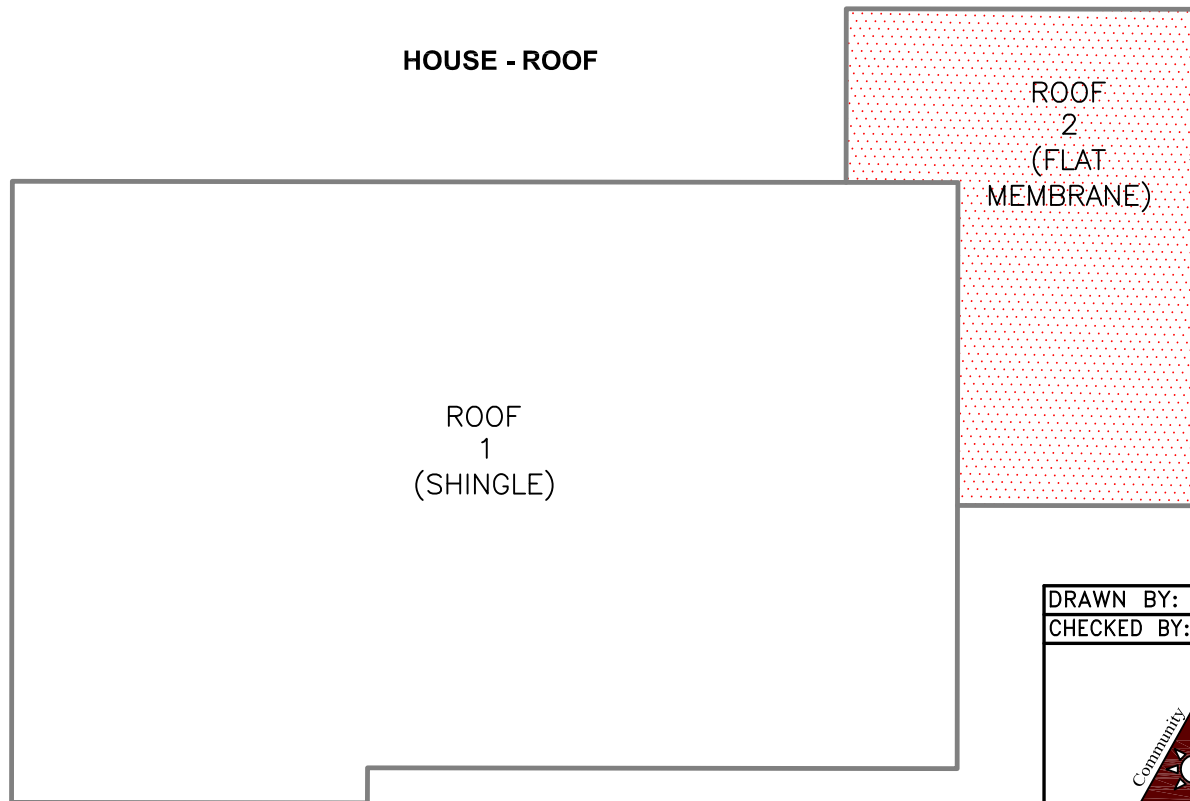 HOUSE - ROOF
ROOF
2
(FLAT
MEMBRANE)
ROOF
1
(SHINGLE)
DRAWN BY:
CHECKED BY:
Community